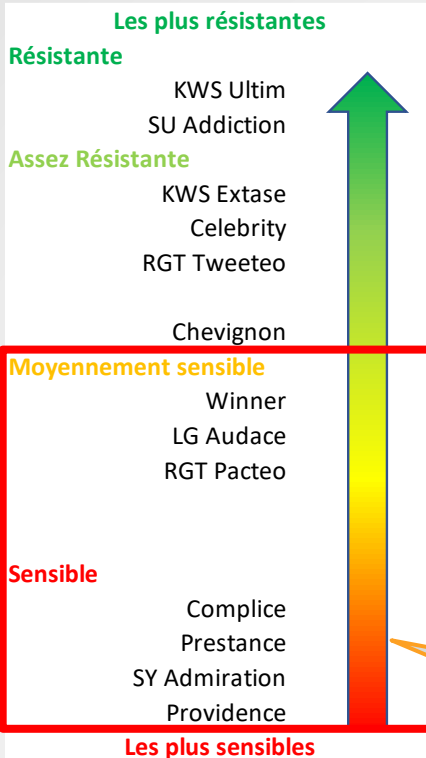 Les plus résistantes
Résistante
KWS Ultim
SU Addiction
Assez Résistante
KWS Extase
Celebrity
RGT Tweeteo
Chevignon
Moyennement sensible
Winner
LG Audace
RGT Pacteo
Sensible
Complice
Prestance
SY Admiration
Providence
Les plus sensibles